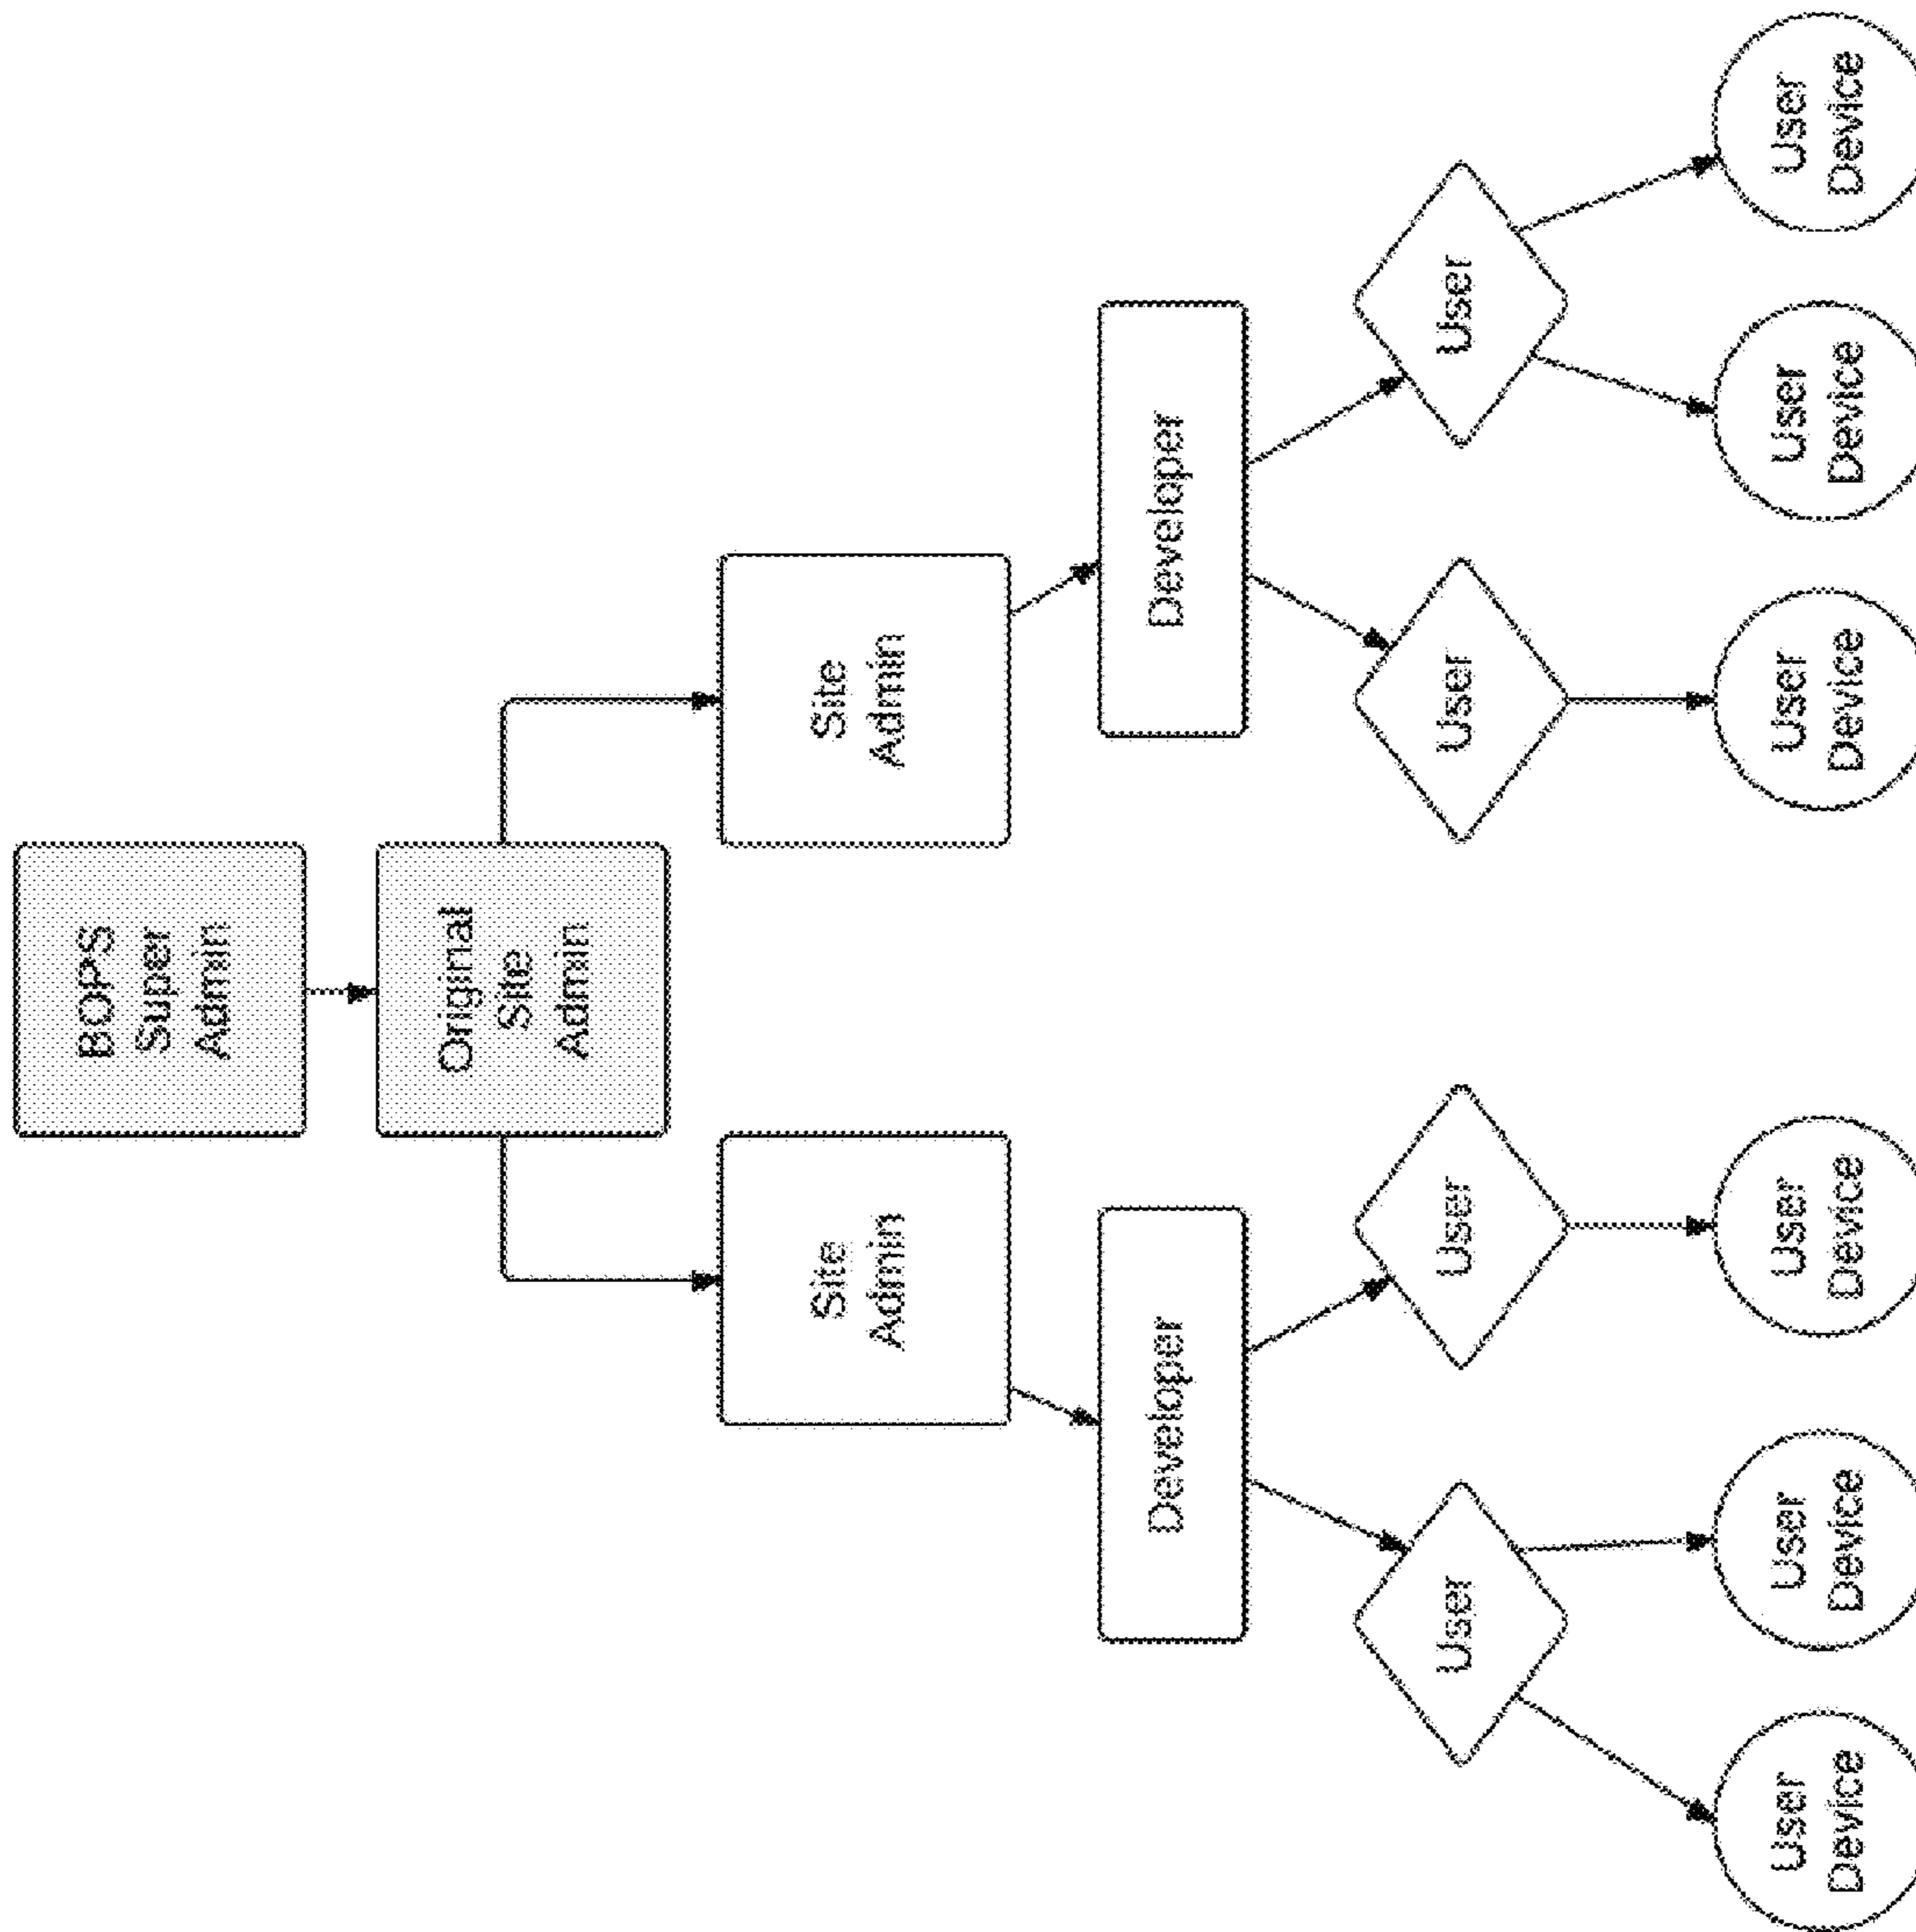 BOPS
Super
Admin
Original
Site
Admin
Site
Admin
Site
Admin
Developer
Developer
User
User
User
User
User
Device
User
Device
User
Device
User
Device
User
Device
User
Device